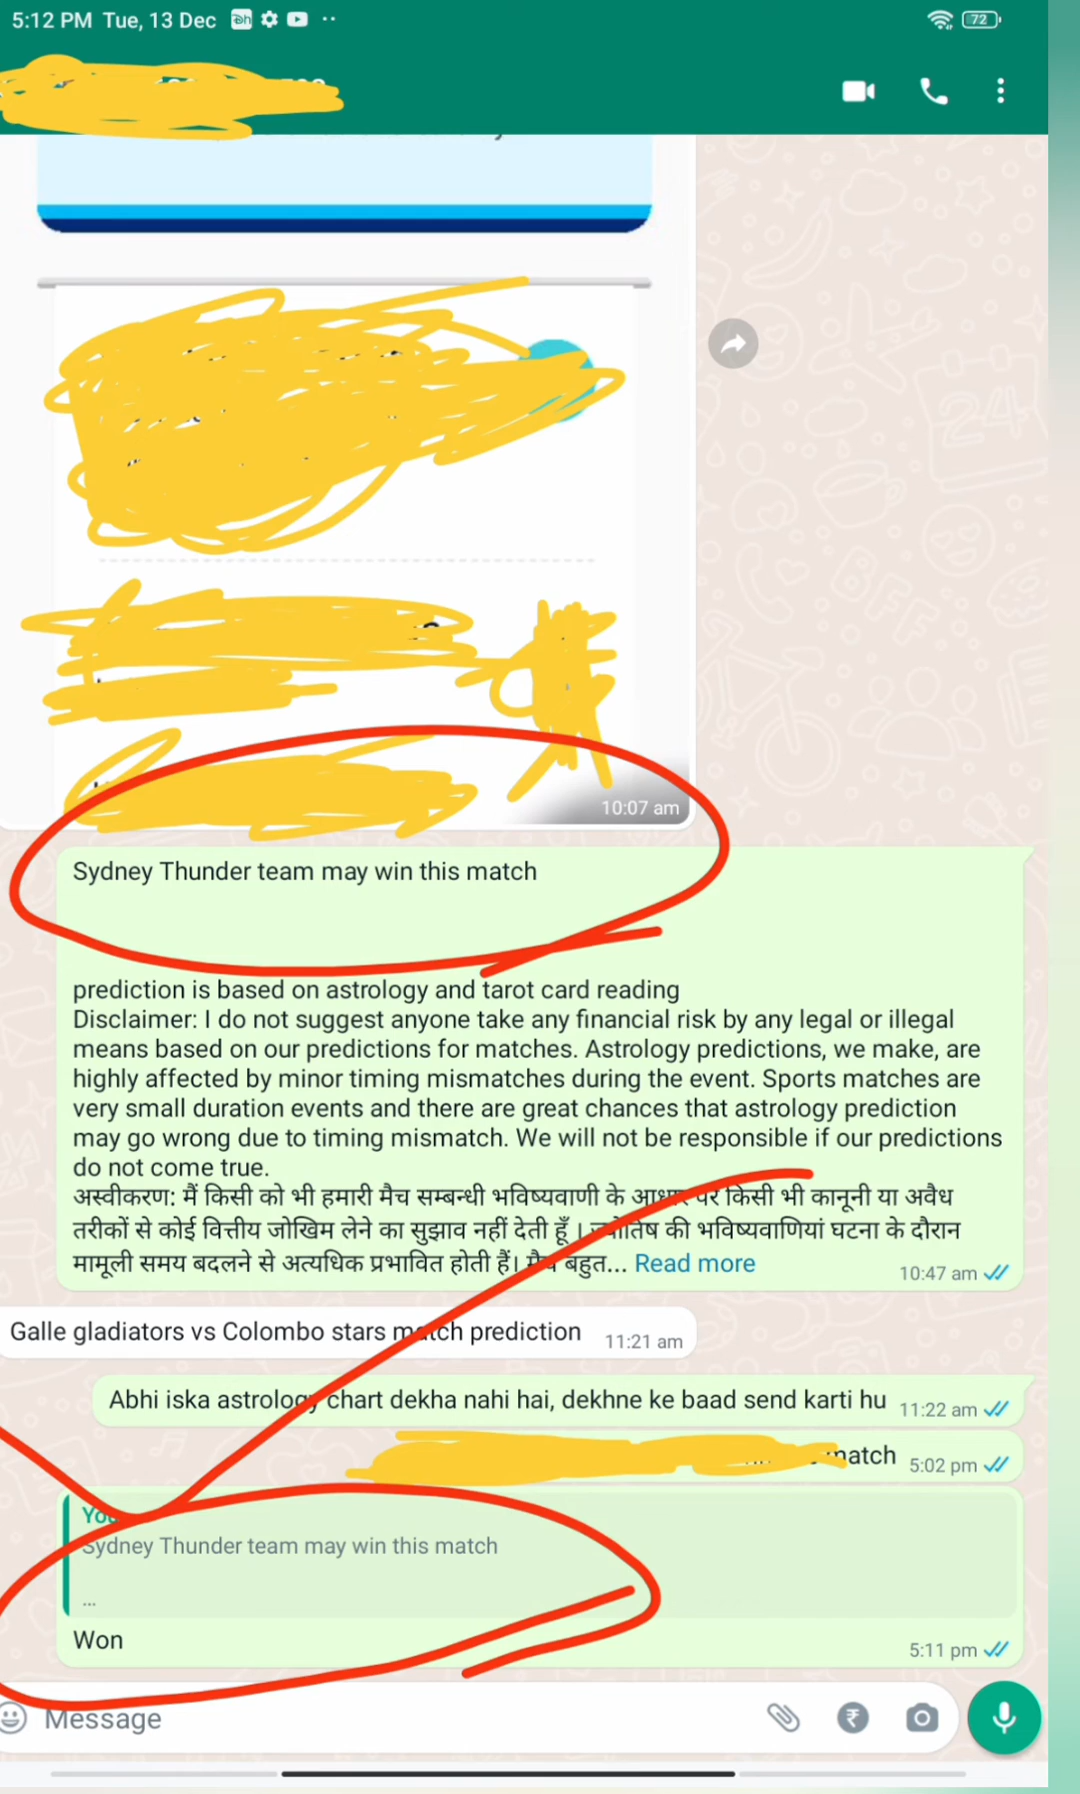 5:12 PM Tue, 13 Dec
72
10:07 am
Sydney Thunder team may win this match
prediction is based on astrology and tarot card reading
Disclaimer: I do not suggest anyone take any financial risk by any legal or illegal
means based on our predictions for matches. Astrology predictions, we make, are
highly affected by minor timing mismatches during the event. Sports matches are
very small duration events and there are great chances that astrology prediction
may go wrong due to timing mismatch. We will not be responsible if our predictions
do not come true.
अस्वीकरण: मैं किसी को भी हमारी मैच सम्बन्धी भविष्यवाणी के आधार पर किसी भी कानूनी या अवैध
तरीकों से कोई वित्तीय जोखिम लेने का सुझाव नहीं देती हूँ । ज्योतिष की भविष्यवाणियां घटना के दौरान
मामूली समय बदलने से अत्यधिक प्रभावित होती हैं। मैच बहुत... Read more
10:47 am
Galle gladiators vs Colombo stars match prediction 11:21 am
Abhi iska astrology chart dekha nahi hai, dekhne ke baad send karti hu 11:22 am
match 5:02 pm
You
Sydney Thunder team may win this match
...
Won
5:11 pm
Message